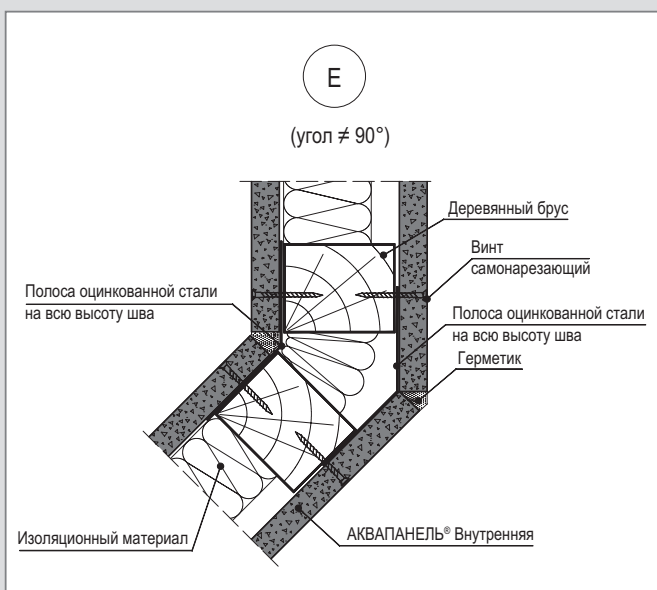 E
(угол ≠ 90°)
Деревянный брус
Винт
самонарезающий
Полоса оцинкованной стали
на всю высоту шва
Полоса оцинкованной стали
на всю высоту шва
Герметик
Изоляционный материал
АКВАПАНЕЛЬ® Внутренняя